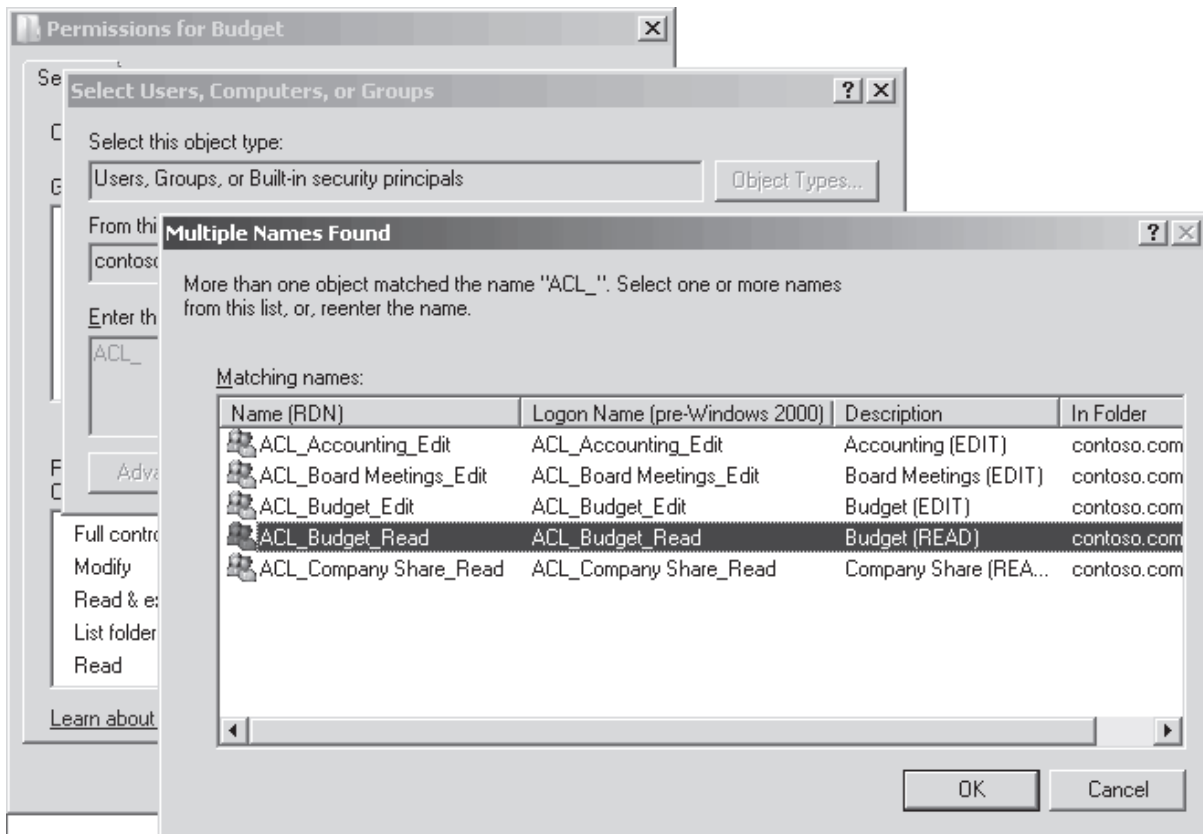 Permissions for Budget
Se
Select Users, Computers, or Groups
C
Select this object type:
Users, Groups, or Built-in security principals
Object Types...
G
From thi
contoso
Enter th
ACL_
Adva
F
C
Full contro
Modify
Read & e
List folder
Read
Learn about
Multiple Names Found
More than one object matched the name "ACL_". Select one or more names
from this list, or, reenter the name.
Matching names:
Name (RDN) Logon Name (pre-Windows 2000) Description In Folder
ACL_Accounting_Edit ACL_Accounting_Edit Accounting (EDIT) contoso.com
ACL_Board Meetings_Edit ACL_Board Meetings_Edit Board Meetings (EDIT) contoso.com
ACL_Budget_Edit ACL_Budget_Edit Budget (EDIT) contoso.com
ACL_Budget_Read ACL_Budget_Read Budget (READ) contoso.com
ACL_Company Share_Read ACL_Company Share_Read Company Share (REA... contoso.com
OK Cancel